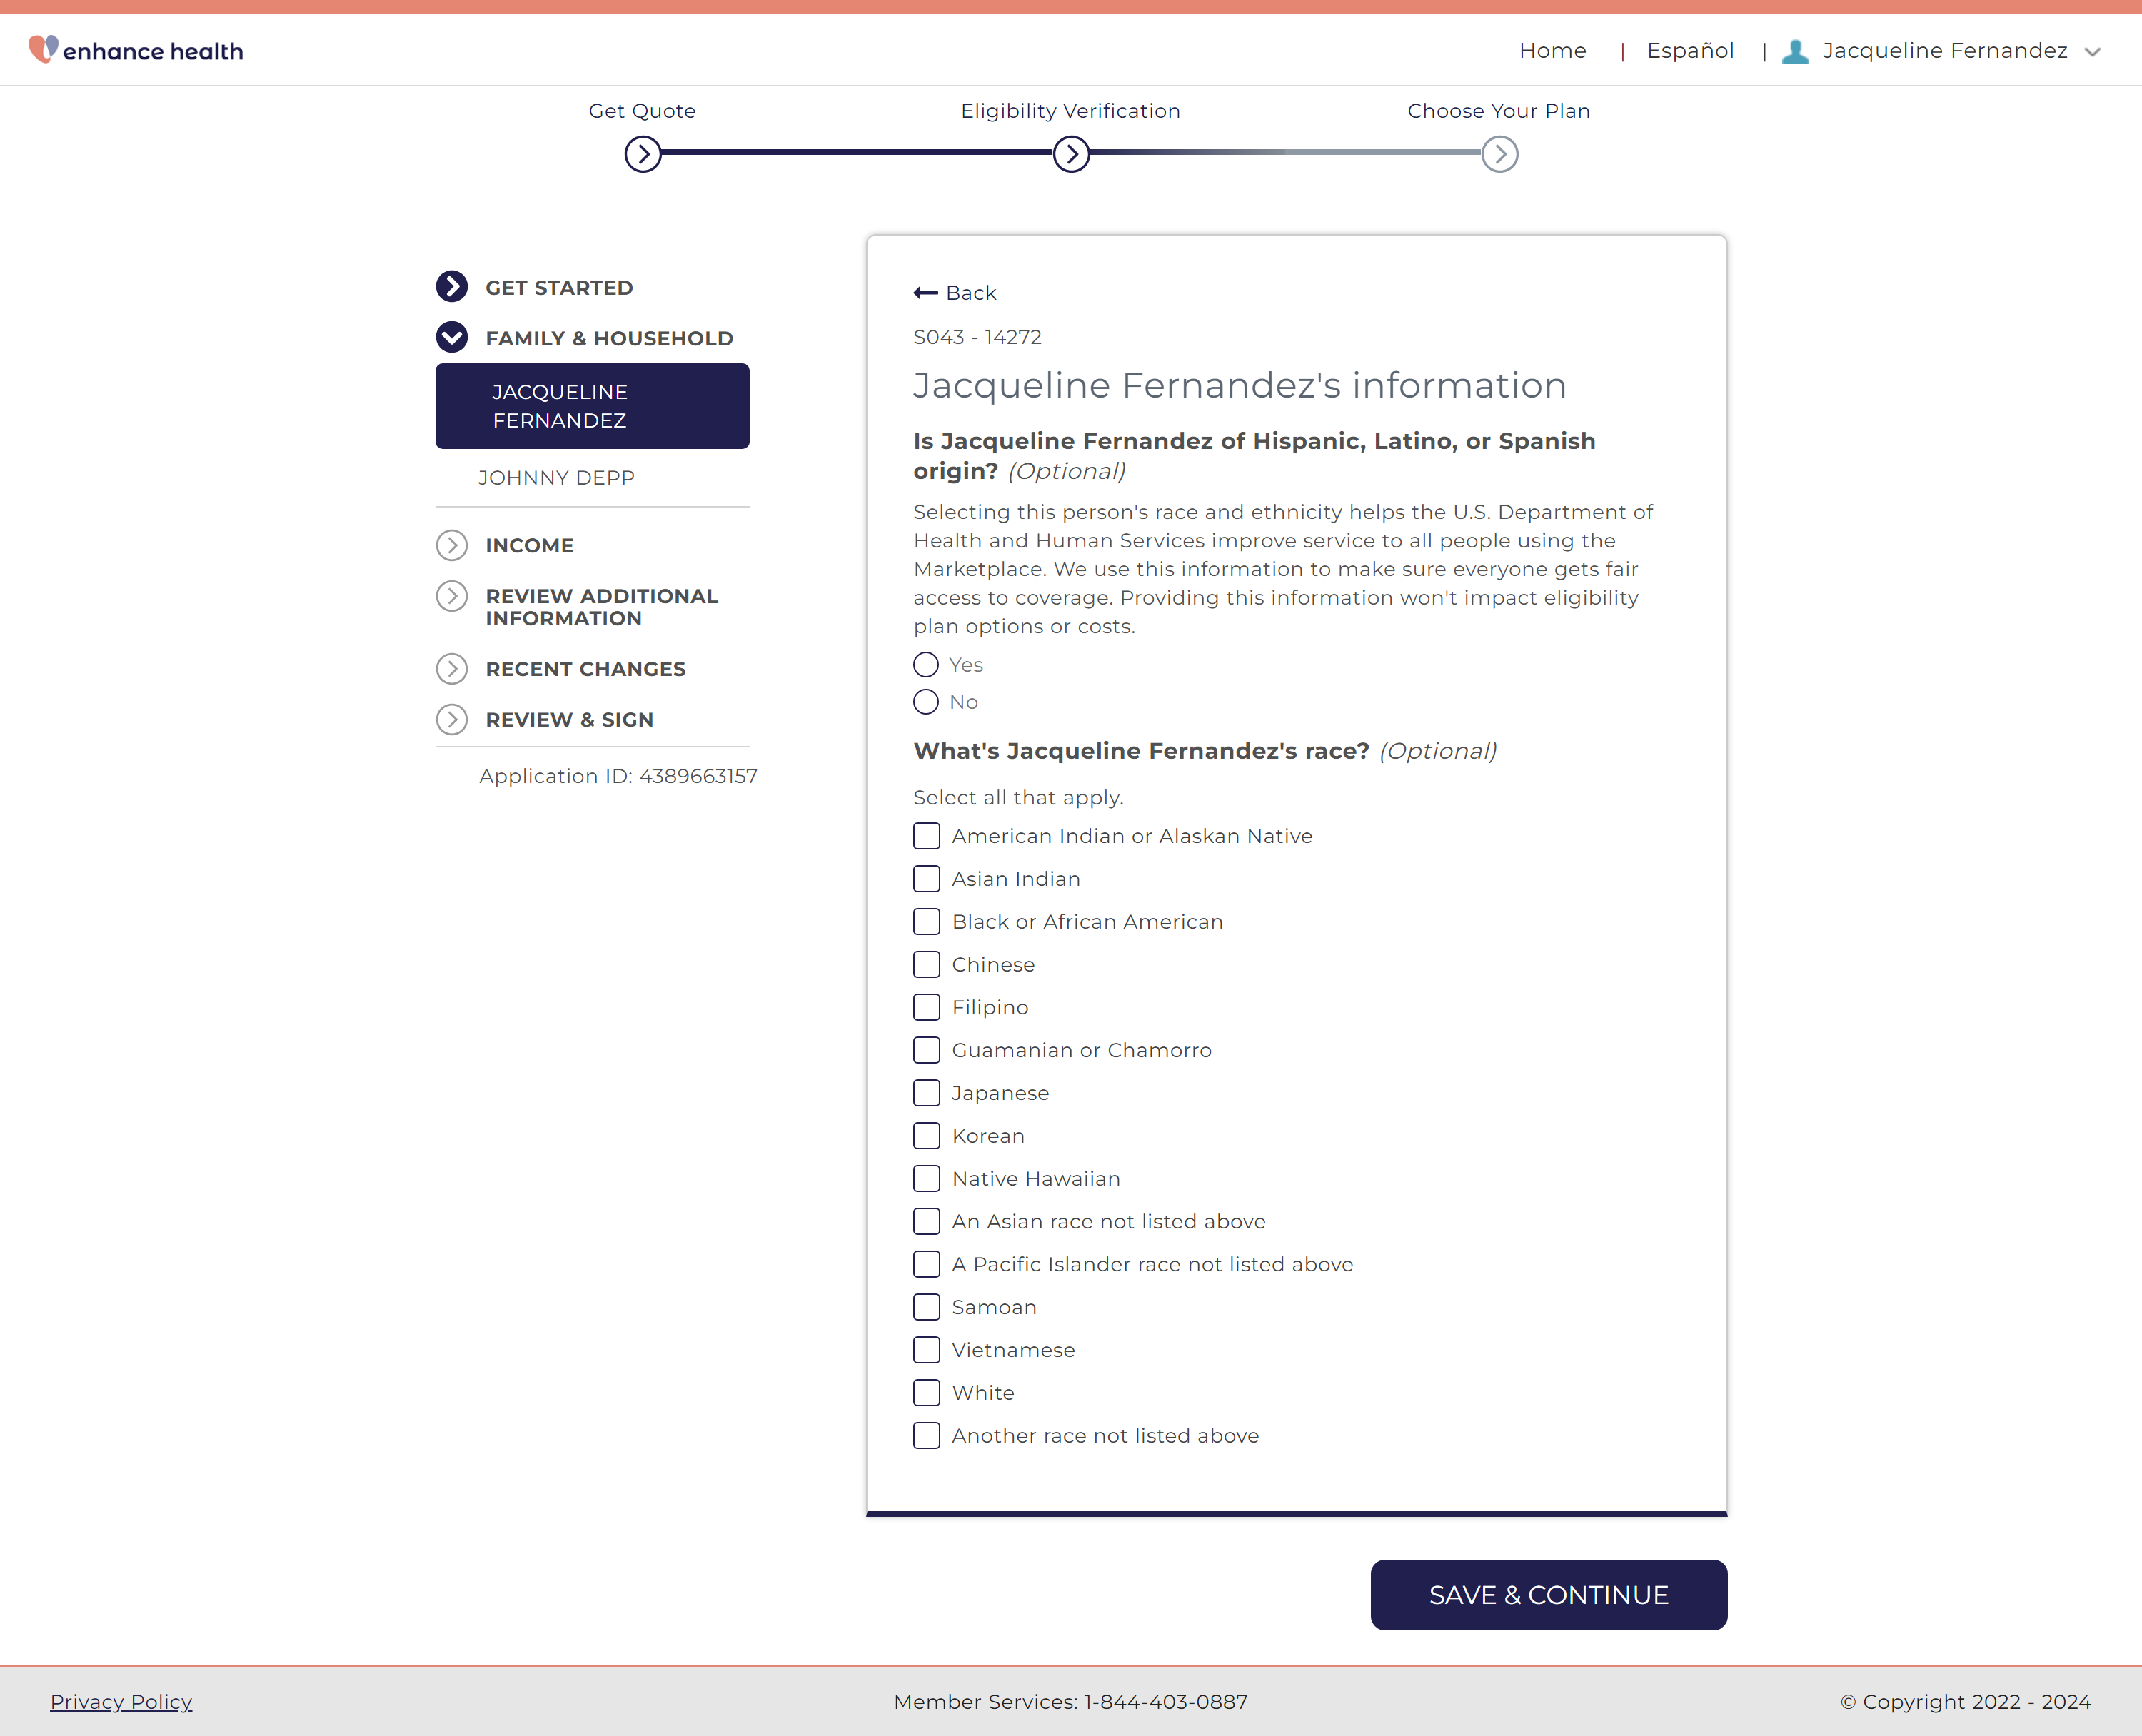 enhance health
Home | Español | Jacqueline Fernandez
Get Quote
Eligibility Verification
Choose Your Plan
GET STARTED
FAMILY & HOUSEHOLD
JACQUELINE
FERNANDEZ
JOHNNY DEPP
INCOME
REVIEW ADDITIONAL
INFORMATION
RECENT CHANGES
REVIEW & SIGN
Application ID: 4389663157
Back
S043 - 14272
Jacqueline Fernandez's information
Is Jacqueline Fernandez of Hispanic, Latino, or Spanish
origin? (Optional)
Selecting this person's race and ethnicity helps the U.S. Department of
Health and Human Services improve service to all people using the
Marketplace. We use this information to make sure everyone gets fair
access to coverage. Providing this information won't impact eligibility
plan options or costs.
Yes
No
What's Jacqueline Fernandez's race? (Optional)
Select all that apply.
American Indian or Alaskan Native
Asian Indian
Black or African American
Chinese
Filipino
Guamanian or Chamorro
Japanese
Korean
Native Hawaiian
An Asian race not listed above
A Pacific Islander race not listed above
Samoan
Vietnamese
White
Another race not listed above
SAVE & CONTINUE
Privacy Policy
Member Services: 1-844-403-0887
© Copyright 2022 - 2024